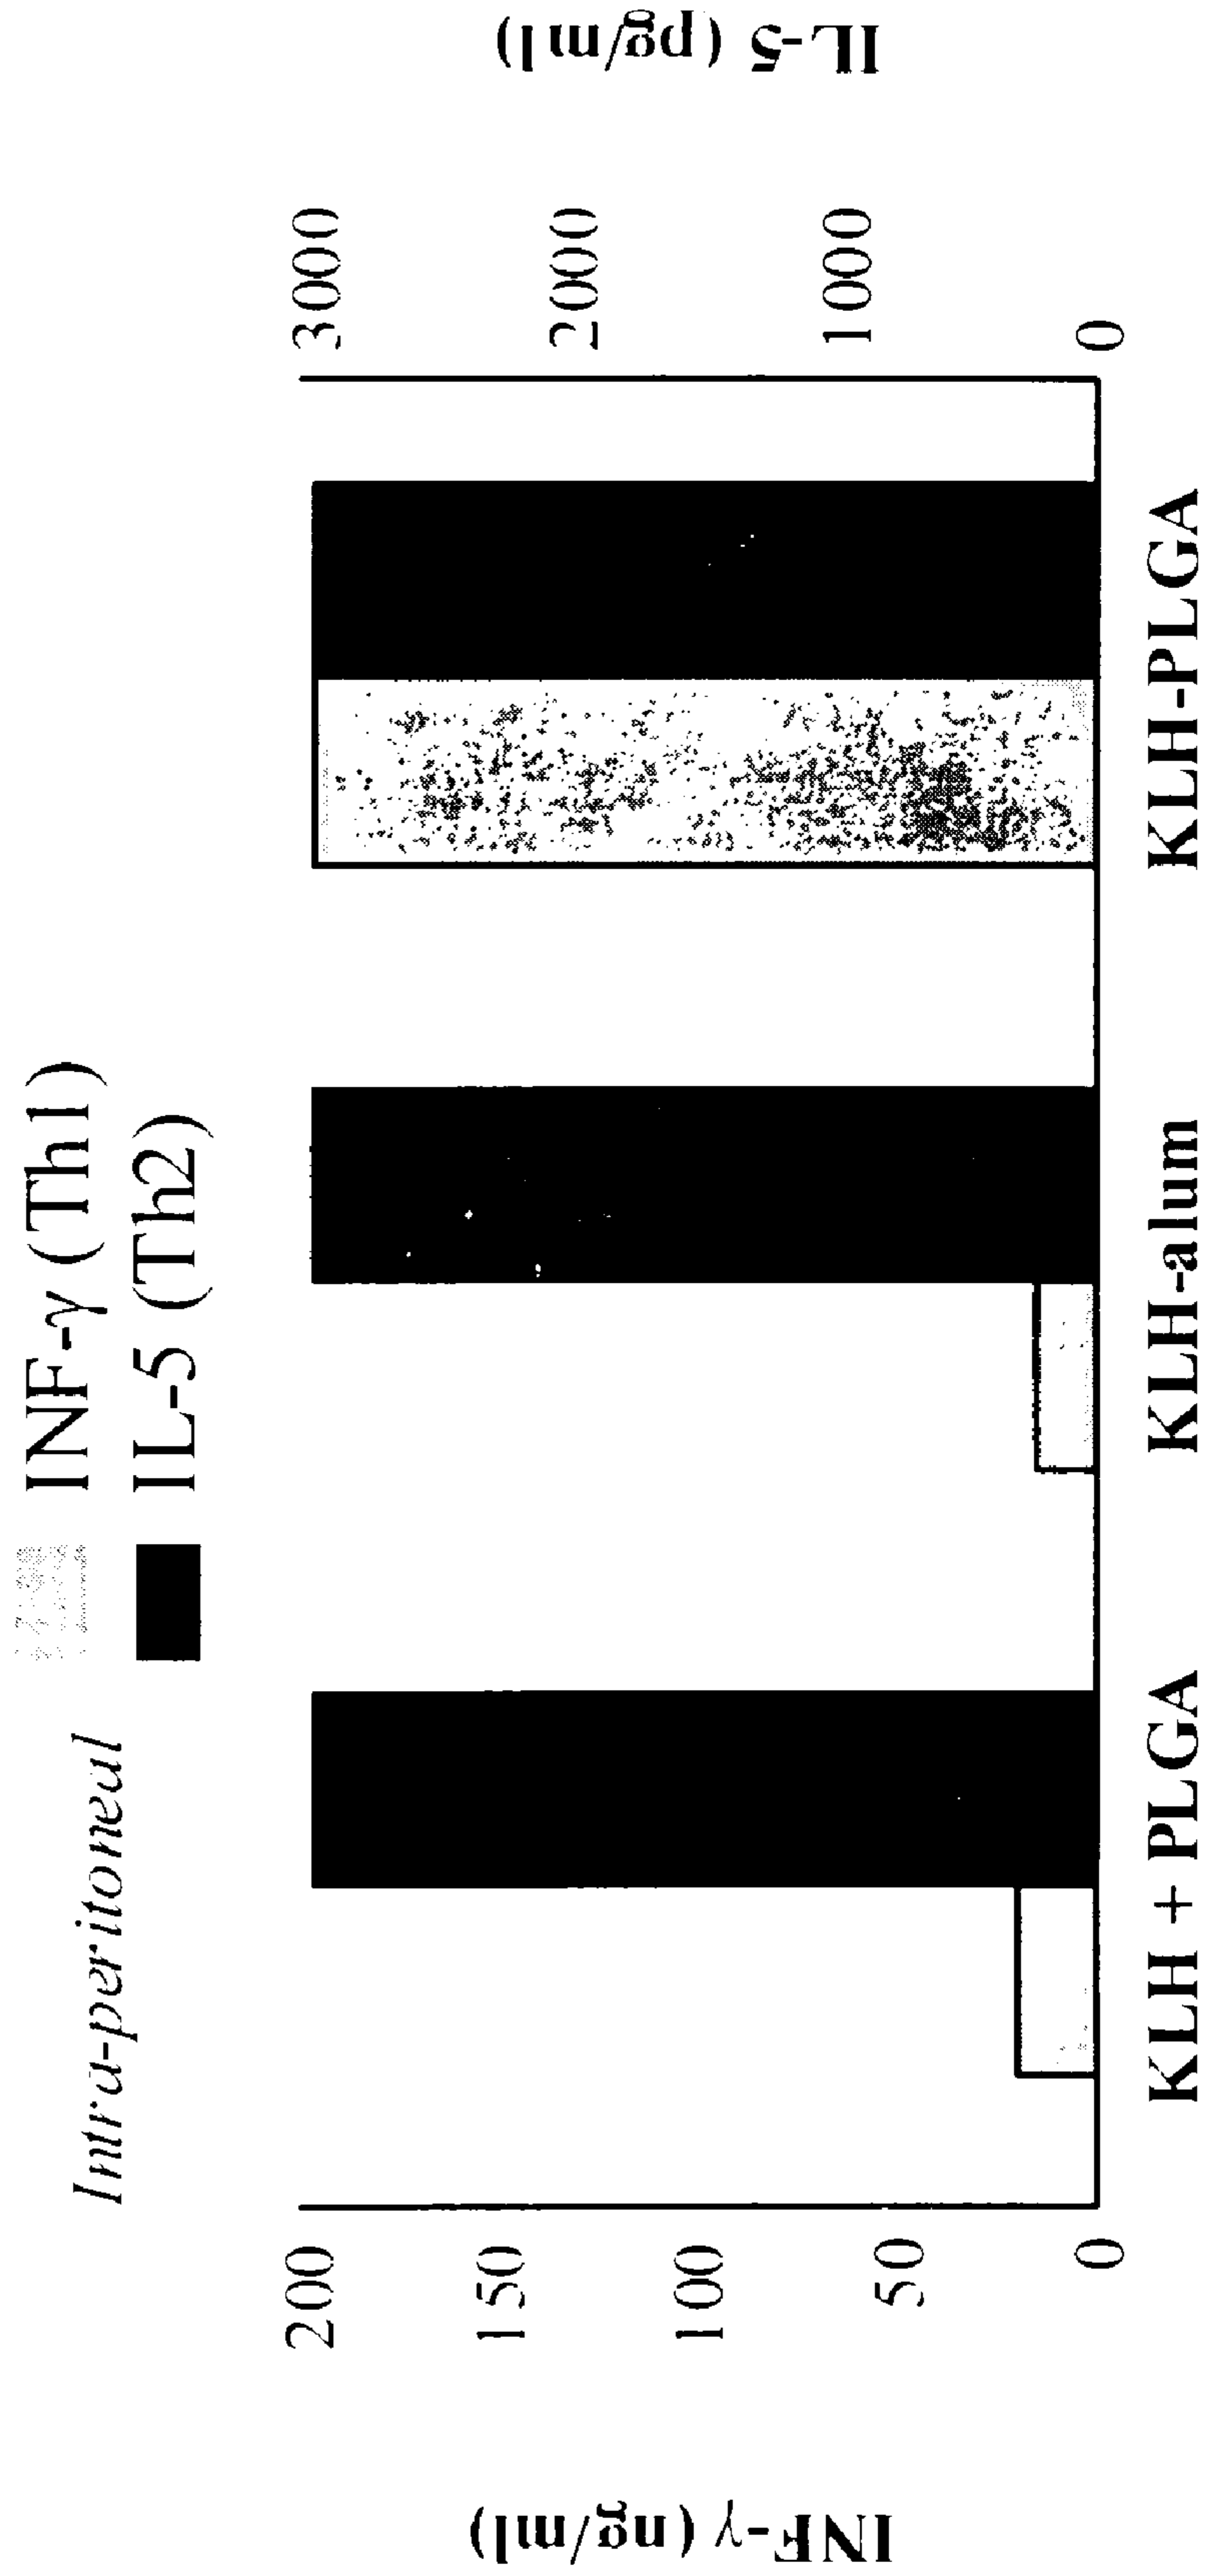 Intra-peritoneal
INF-γ (Th1)
IL-5 (Th2)
INF-γ (ng/ml)
200
150
100
50
0
IL-5 (pg/ml)
3000
2000
1000
0
KLH + PLGA
KLH-alum
KLH-PLGA